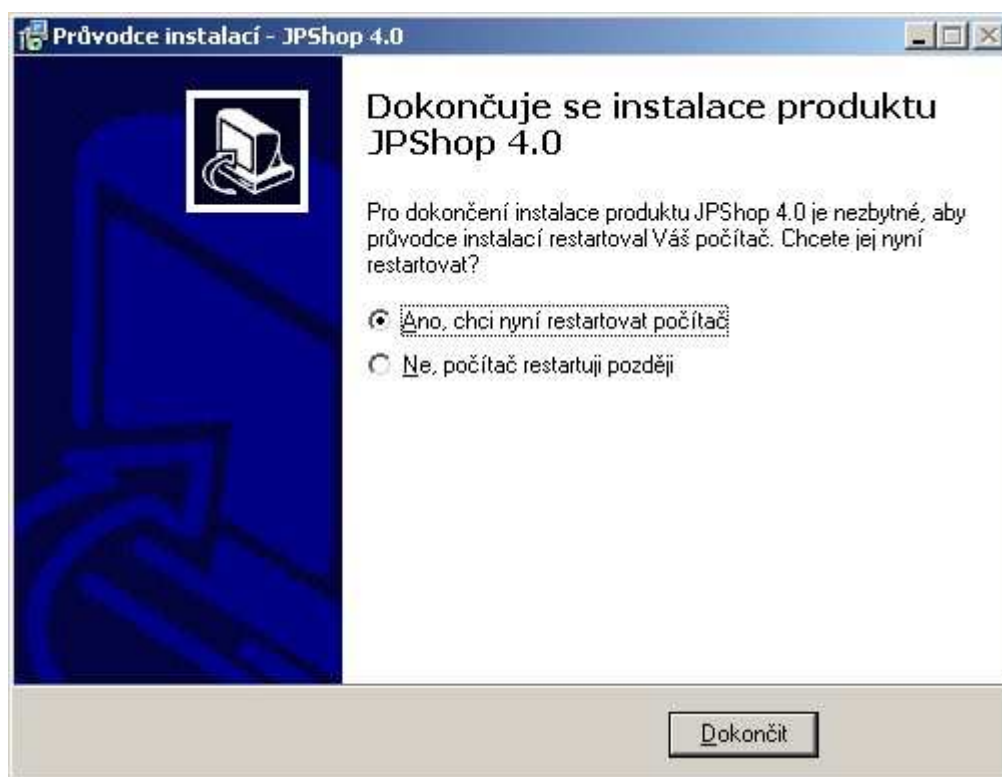 Průvodce instalací - JPShop 4.0
Dokončuje se instalace produktu
JPShop 4.0
Pro dokončení instalace produktu JPShop 4.0 je nezbytné, aby
průvodce instalací restartoval Váš počítač. Chcete jej nyní
restartovat?
Ano, chci nyní restartovat počítač
Ne, počítač restartuji později
Dokončit